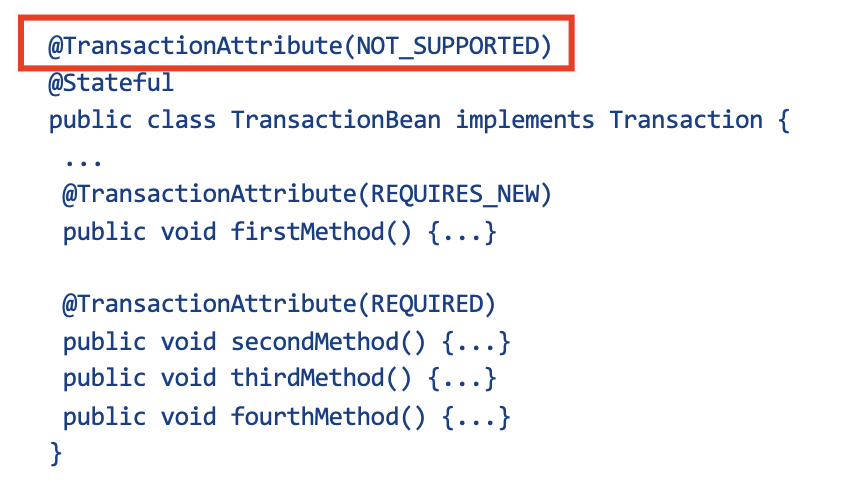 @TransactionAttribute(NOT_SUPPORTED)
@Stateful
public class TransactionBean implements Transaction {
...
@TransactionAttribute(REQUIRES_NEW)
public void firstMethod() {...}
@TransactionAttribute(REQUIRED)
public void secondMethod() {...}
public void thirdMethod() {...}
public void fourthMethod() {...}
}